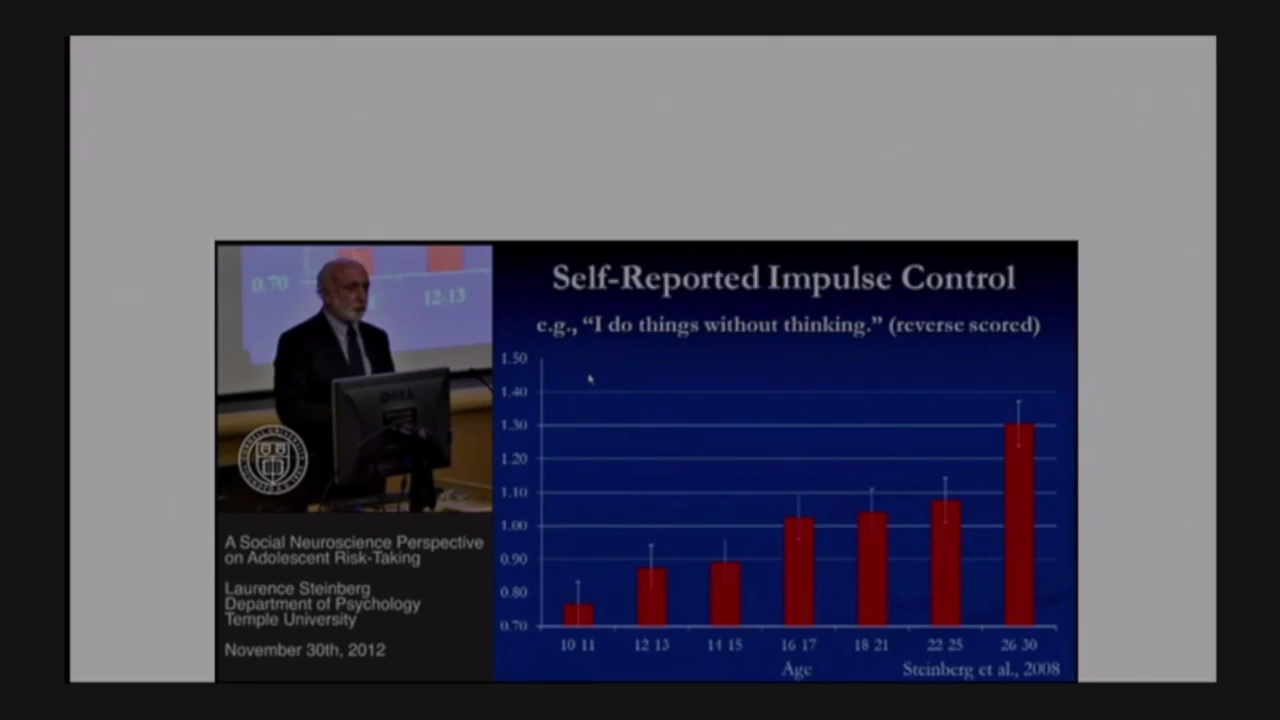 0.70
12-13
DELL
A Social Neuroscience Perspective
on Adolescent Risk-Taking
Laurence Steinberg
Department of Psychology
Temple University
November 30th, 2012
Self-Reported Impulse Control
e.g., “I do things without thinking.” (reverse scored)
1.50
1.40
1.30
1.20
1.10
1.00
0.90
0.80
0.70
10-11 12-13 14-15 16-17 18-21 22-25 26-30
Age
Steinberg et al., 2008